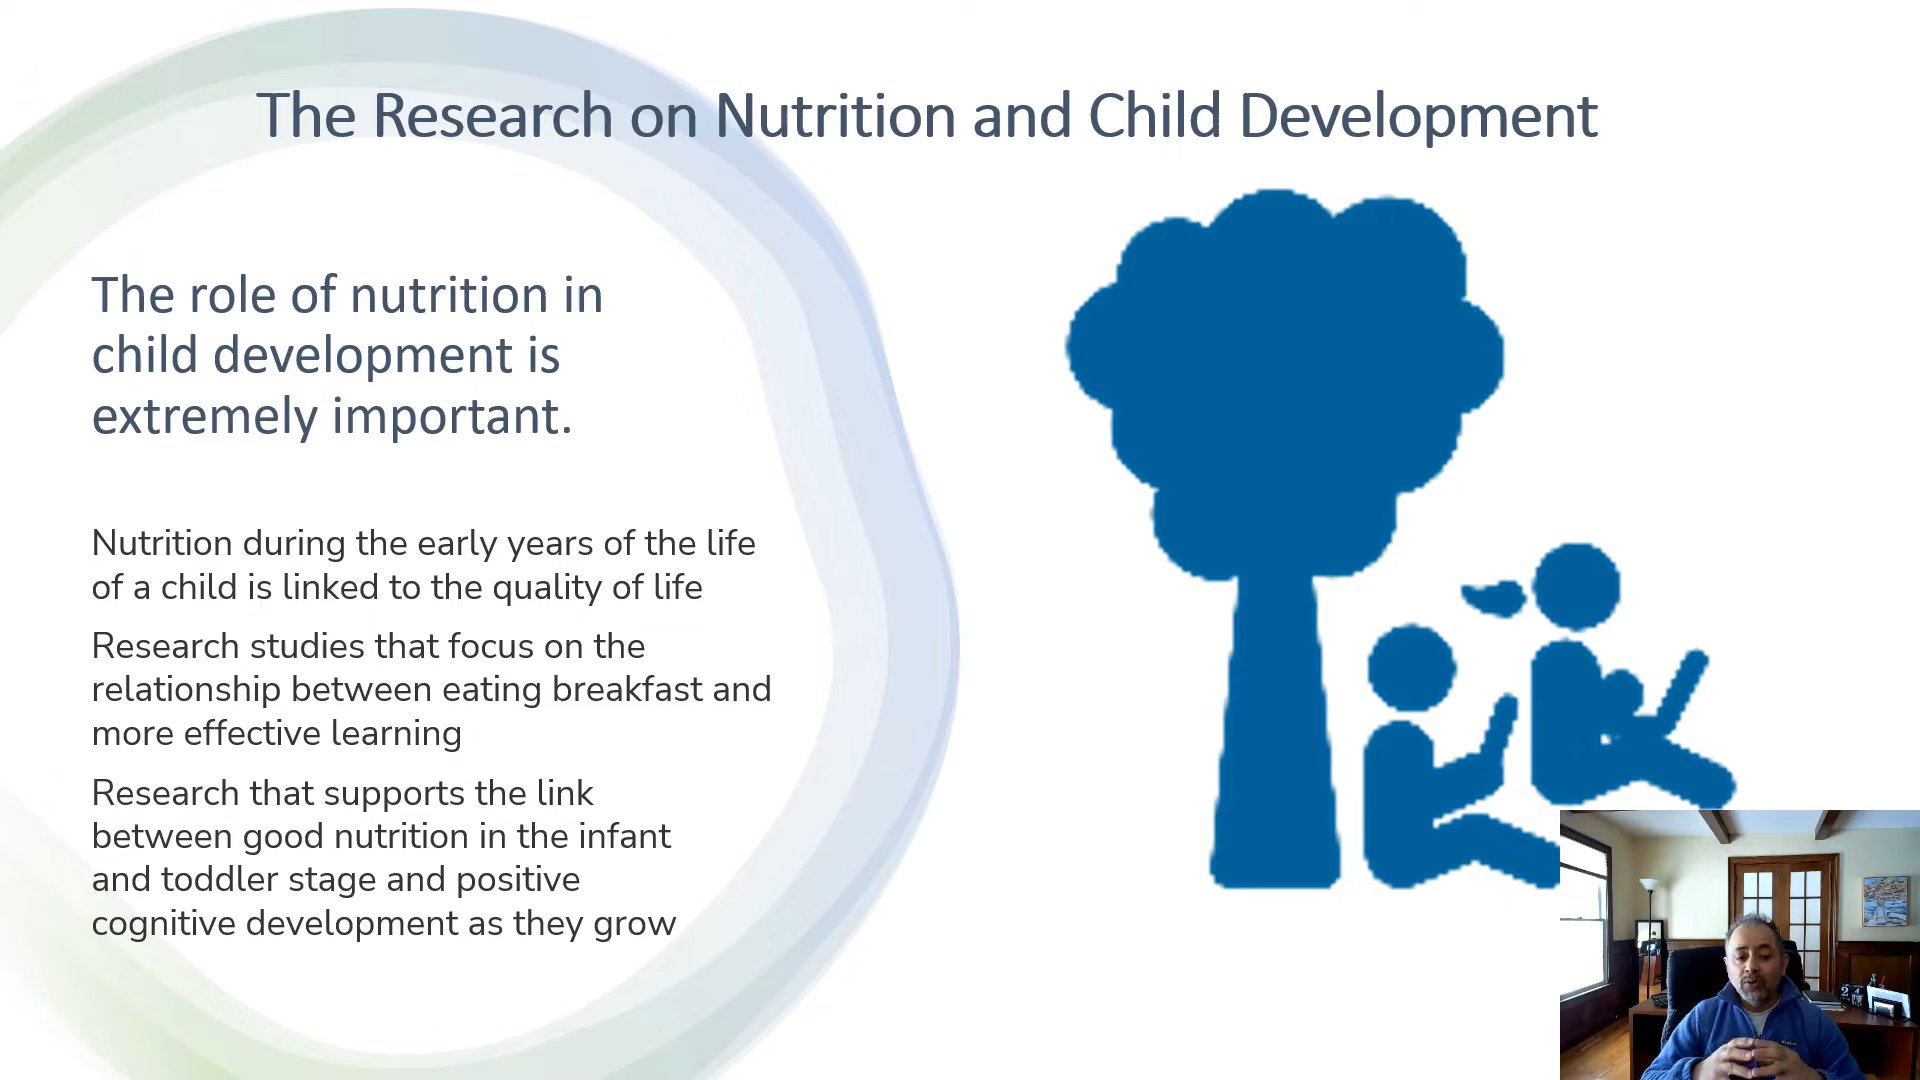 The Research on Nutrition and Child Development
The role of nutrition in
child development is
extremely important.
Nutrition during the early years of the life
of a child is linked to the quality of life
Research studies that focus on the
relationship between eating breakfast and
more effective learning
Research that supports the link
between good nutrition in the infant
and toddler stage and positive
cognitive development as they grow